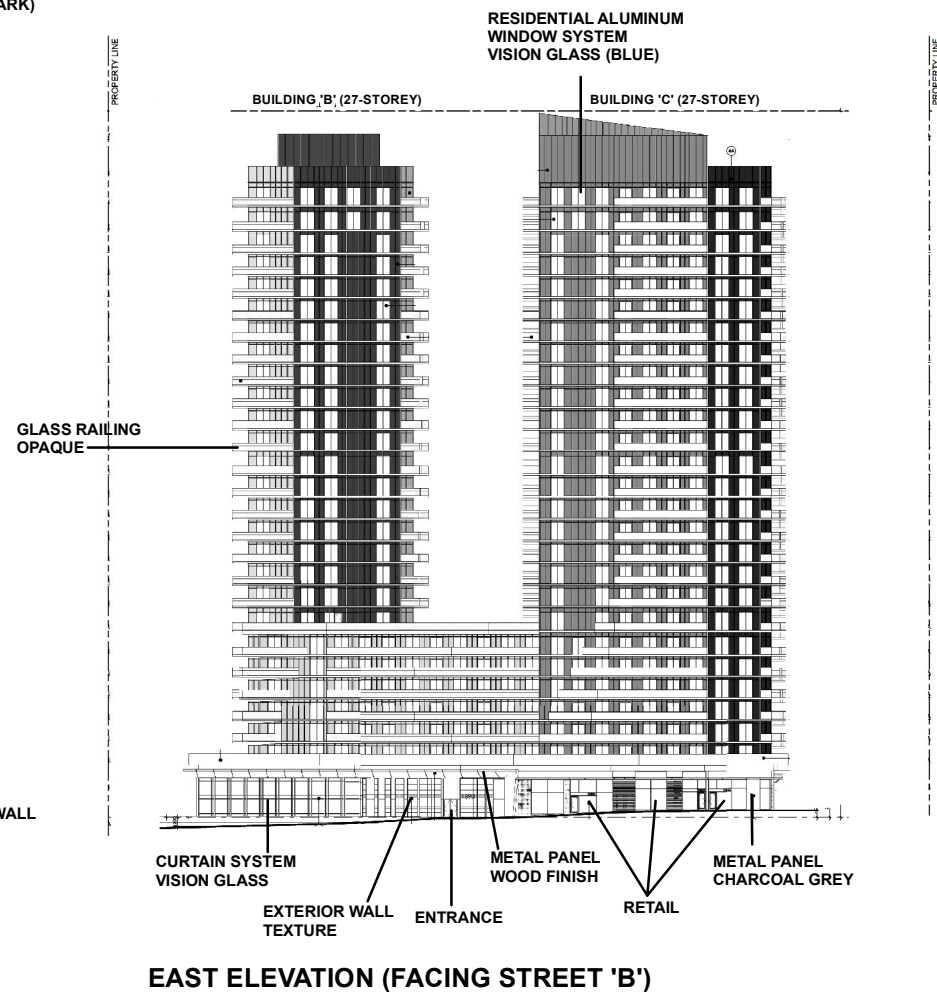 ARK)
RESIDENTIAL ALUMINUM
WINDOW SYSTEM
VISION GLASS (BLUE)
PROPERTY LINE
PROPERTY LINE
BUILDING 'B' (27-STOREY)
BUILDING 'C' (27-STOREY)
GLASS RAILING
OPAQUE
WALL
CURTAIN SYSTEM
VISION GLASS
METAL PANEL
WOOD FINISH
METAL PANEL
CHARCOAL GREY
EXTERIOR WALL
TEXTURE
ENTRANCE
RETAIL
EAST ELEVATION (FACING STREET 'B')